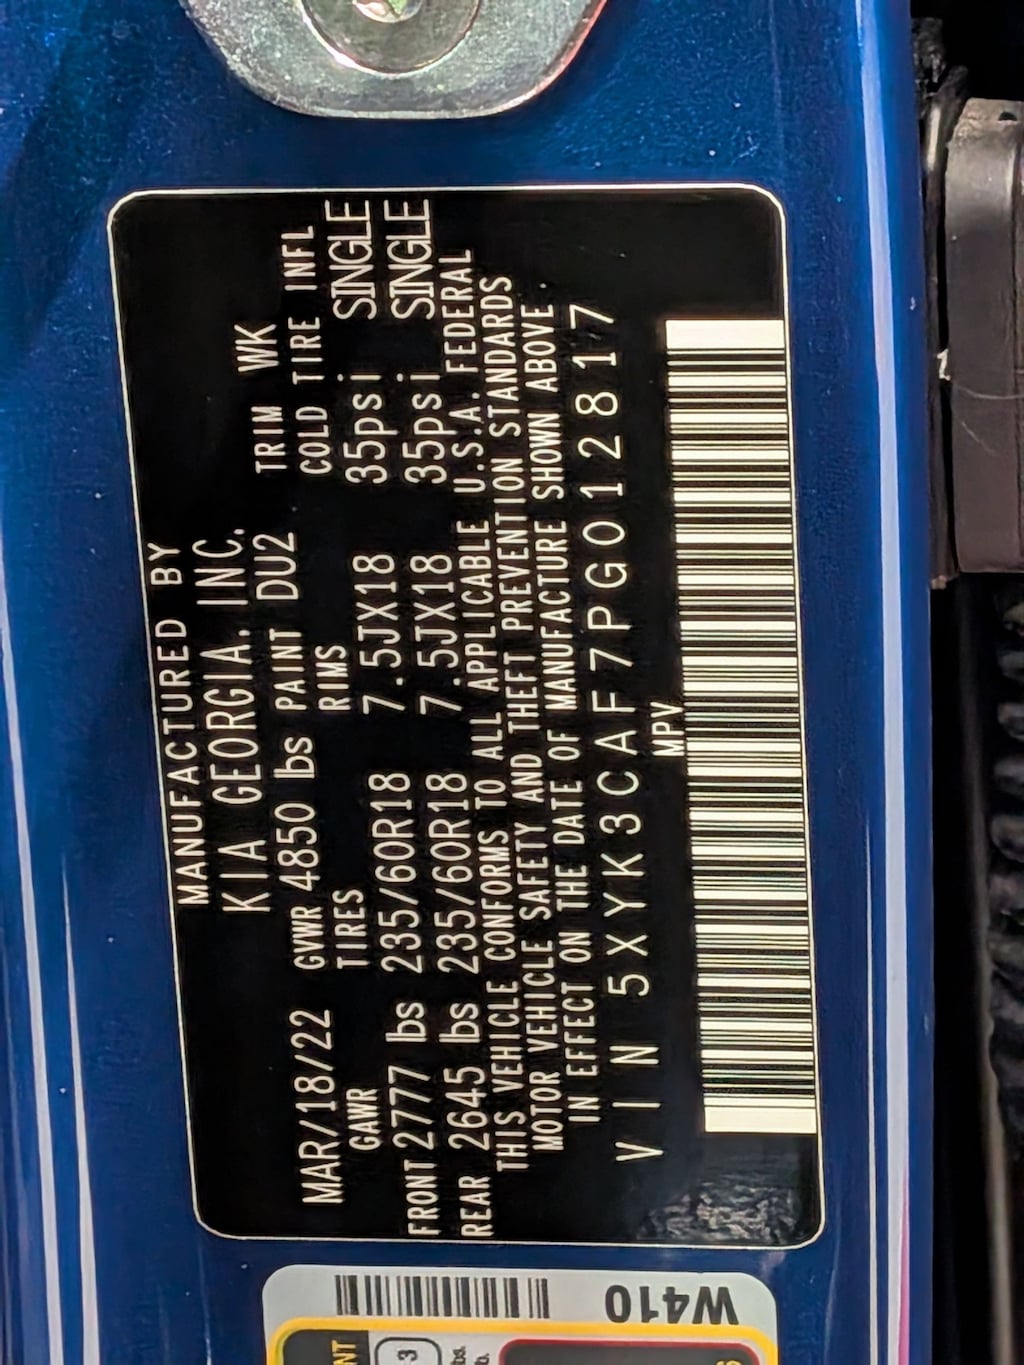 MANUFACTURED BY
KIA GEORGIA. INC.
MAR/18/22 GVWR 4850 lbs PAINT DU2 TRIM WK
GAWR TIRES RIMS COLD TIRE INFL
FRONT 2777 lbs 235/60R18 7.5JX18 35psi SINGLE
REAR 2645 lbs 235/60R18 7.5JX18 35psi SINGLE
THIS VEHICLE CONFORMS TO ALL APPLICABLE U.S.A. FEDERAL
MOTOR VEHICLE SAFETY AND THEFT PREVENTION STANDARDS
IN EFFECT ON THE DATE OF MANUFACTURE SHOWN ABOVE.
VIN 5XYK3CAF7PG012817
MPV
W410
3